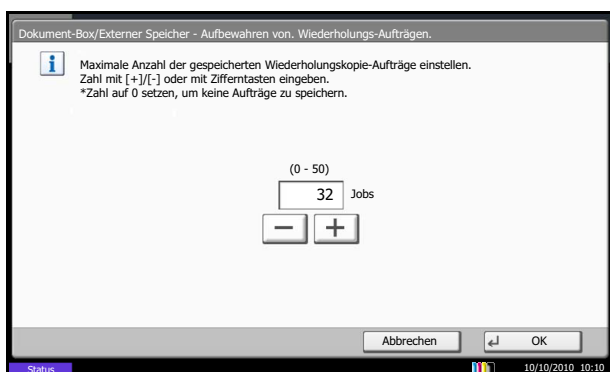 Dokument-Box/Externer Speicher - Aufbewahren von. Wiederholungs-Aufträgen.
Maximale Anzahl der gespeicherten Wiederholungskopie-Aufträge einstellen.
Zahl mit [+]/[-] oder mit Zifferntasten eingeben.
*Zahl auf 0 setzen, um keine Aufträge zu speichern.
(0 - 50)
32 Jobs
Abbrechen OK
Status 10/10/2010 10:10